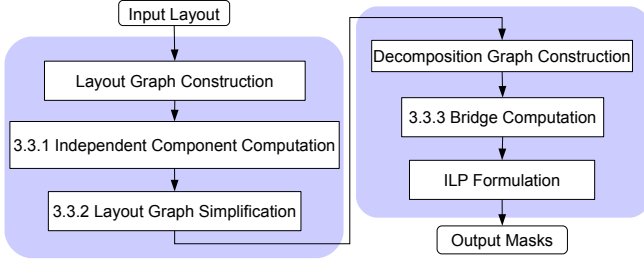 Input Layout
Layout Graph Construction
3.3.1 Independent Component Computation
3.3.2 Layout Graph Simplification
Decomposition Graph Construction
3.3.3 Bridge Computation
ILP Formulation
Output Masks